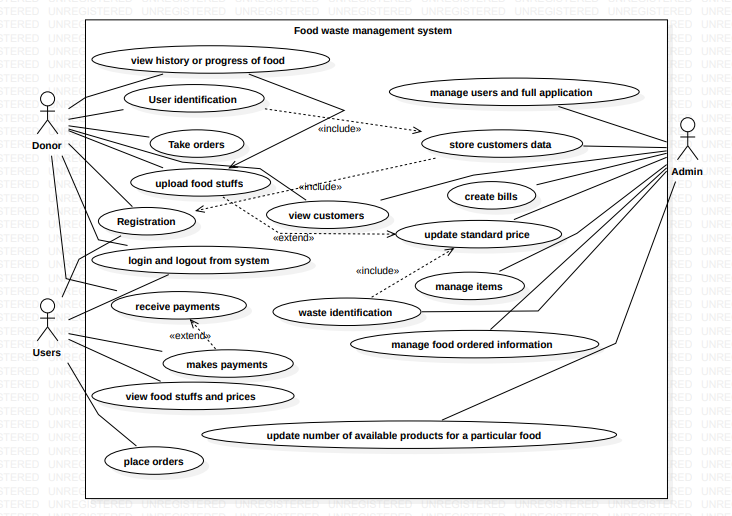 Food waste management system
view history or progress of food
manage users and full application
User identification
«include»
Donor
Take orders
store customers data
Admin
upload food stuffs
«include»
create bills
Registration
view customers
«extend»
update standard price
login and logout from system
«include»
manage items
receive payments
waste identification
Users
«extend»
manage food ordered information
makes payments
view food stuffs and prices
update number of available products for a particular food
place orders
UNREGISTERED